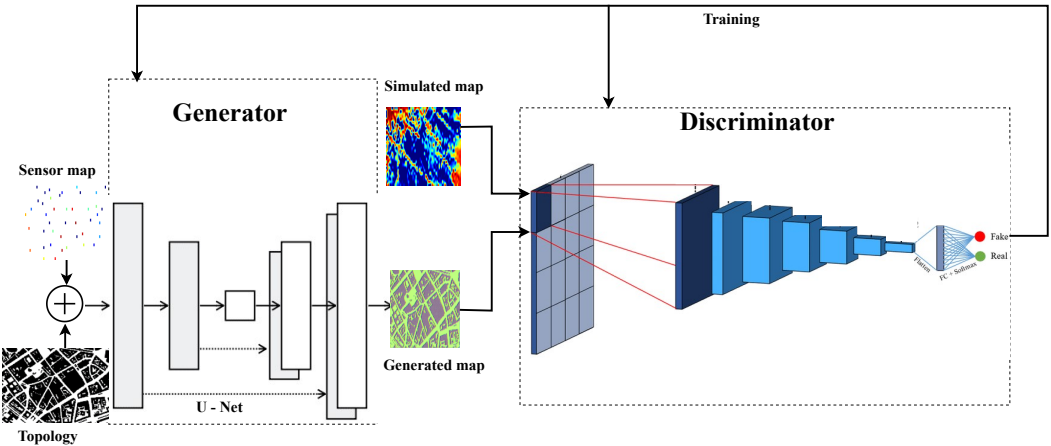 Training
Generator
Simulated map
Discriminator
Sensor map
Fake
Real
Flatten
FC + Softmax
Generated map
U - Net
Topology